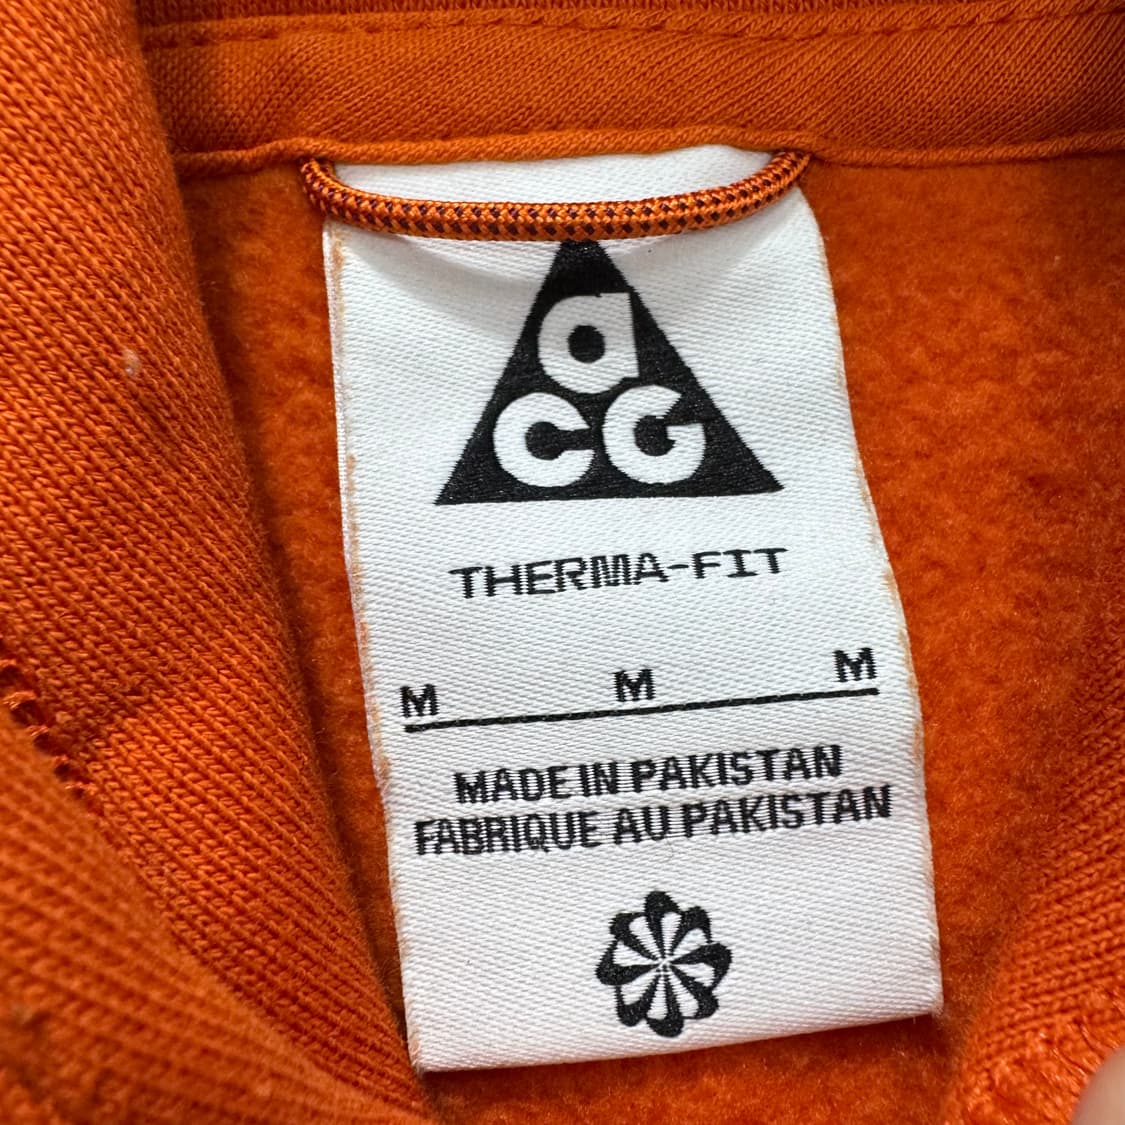 aCG
THERMA-FIT
M M M
MADE IN PAKISTAN
FABRIQUE AU PAKISTAN